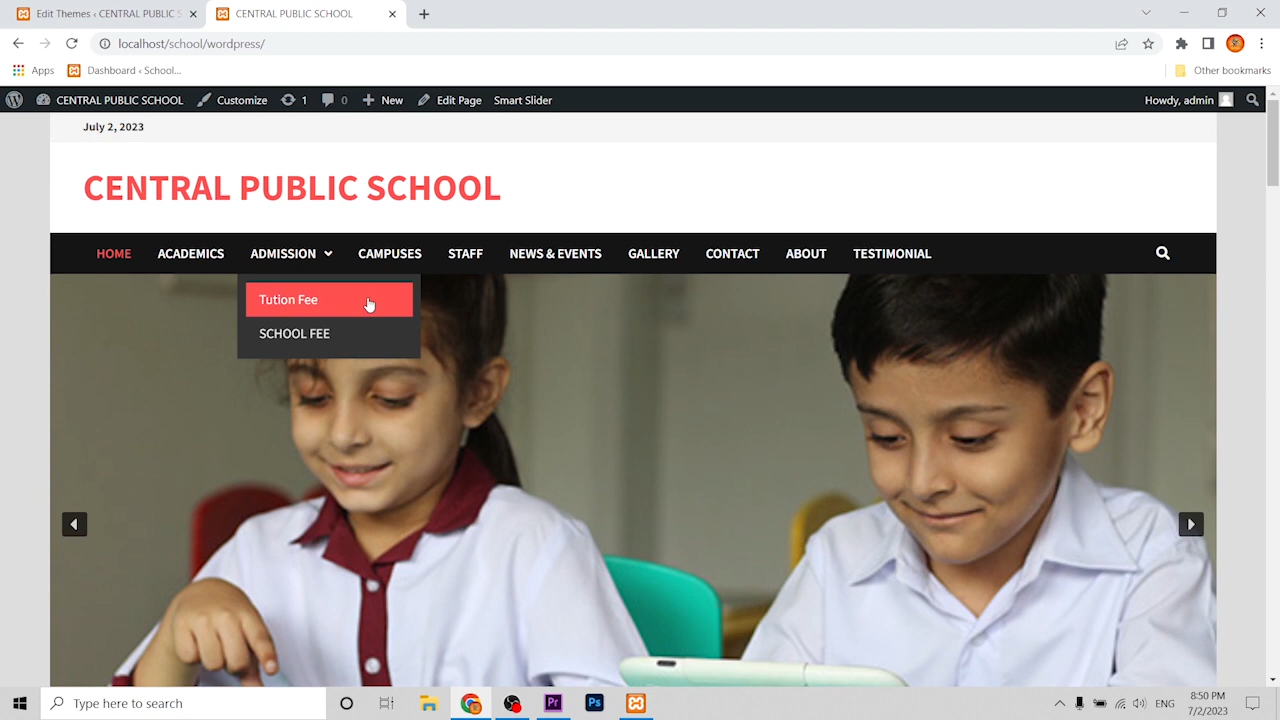 Edit Themes ‹ CENTRAL PUBLIC S
CENTRAL PUBLIC SCHOOL
localhost/school/wordpress/
Apps
Dashboard ‹ School...
Other bookmarks
CENTRAL PUBLIC SCHOOL
Customize
1
0
New
Edit Page
Smart Slider
Howdy, admin
July 2, 2023
CENTRAL PUBLIC SCHOOL
HOME
ACADEMICS
ADMISSION
CAMPUSES
STAFF
NEWS & EVENTS
GALLERY
CONTACT
ABOUT
TESTIMONIAL
Tution Fee
SCHOOL FEE
Type here to search
Pr
Ps
ENG
8:50 PM
7/2/2023